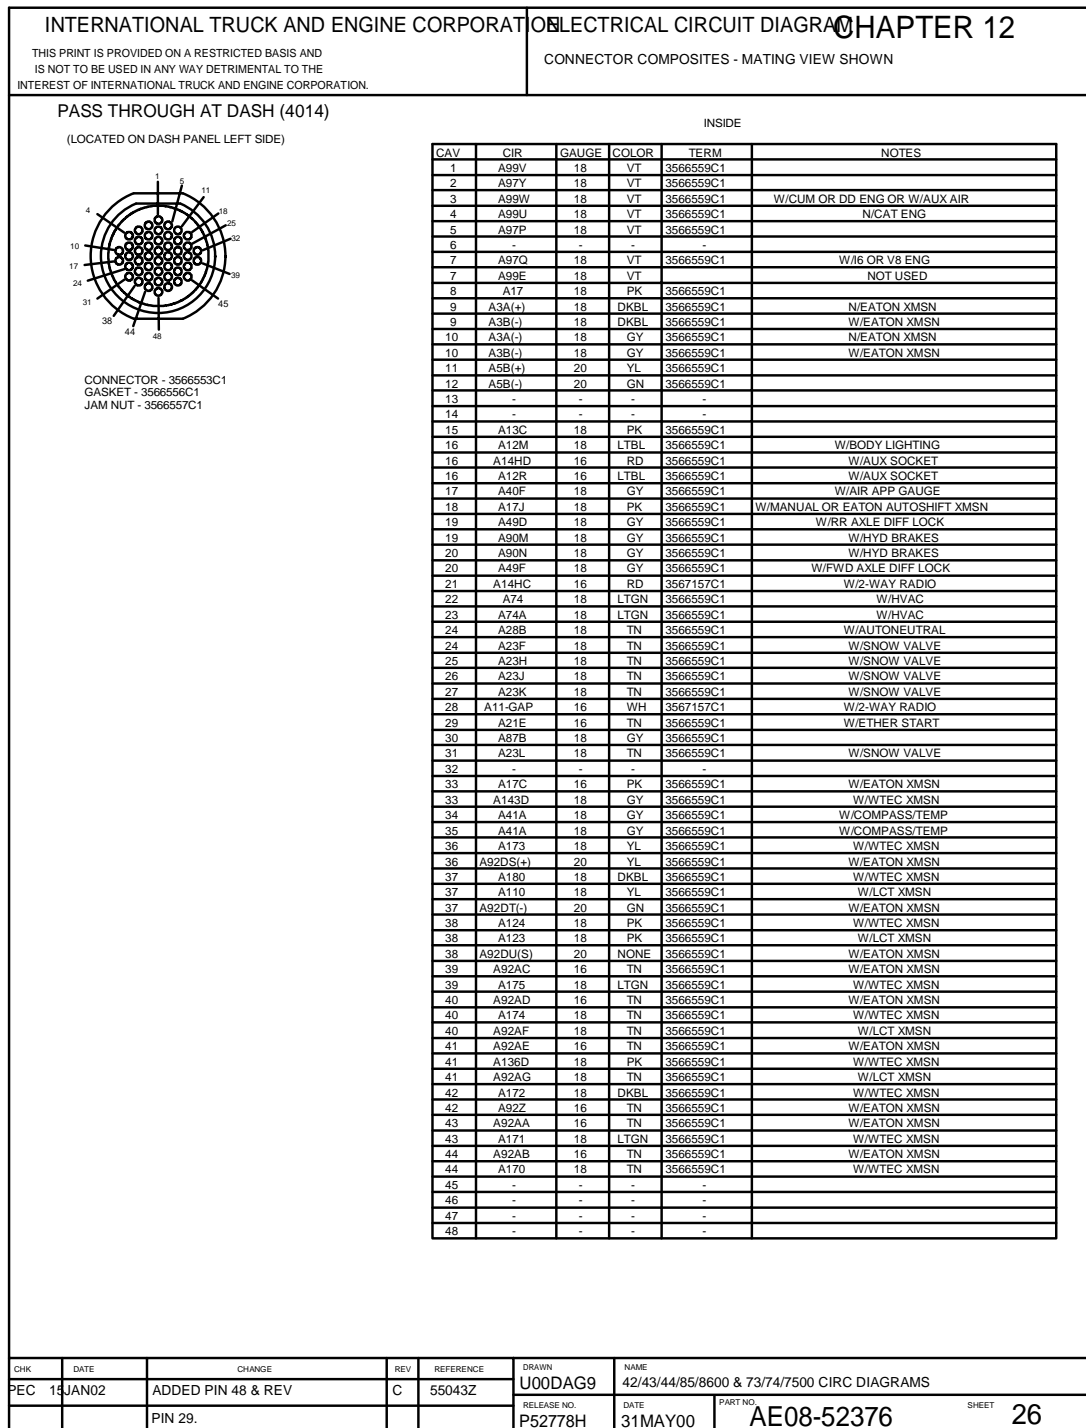 INTERNATIONAL TRUCK AND ENGINE CORPORATION
THIS PRINT IS PROVIDED ON A RESTRICTED BASIS AND
IS NOT TO BE USED IN ANY WAY DETRIMENTAL TO THE
INTEREST OF INTERNATIONAL TRUCK AND ENGINE CORPORATION.
ELECTRICAL CIRCUIT DIAGRAM
CHAPTER 12
CONNECTOR COMPOSITES - MATING VIEW SHOWN
PASS THROUGH AT DASH (4014)
(LOCATED ON DASH PANEL LEFT SIDE)
1
5
11
4
18
25
10
32
17
39
24
31
45
38
44
48
CONNECTOR - 3566553C1
GASKET - 3566556C1
JAM NUT - 3566557C1
INSIDE
CAV CIR GAUGE COLOR TERM NOTES
1 A99V 18 VT 3566559C1
2 A97Y 18 VT 3566559C1
3 A99W 18 VT 3566559C1 W/CUM OR DD ENG OR W/AUX AIR
4 A99U 18 VT 3566559C1 N/CAT ENG
5 A97P 18 VT 3566559C1
6 - - - -
7 A97Q 18 VT 3566559C1 W/I6 OR V8 ENG
7 A99E 18 VT NOT USED
8 A17 18 PK 3566559C1
9 A3A(+) 18 DKBL 3566559C1 N/EATON XMSN
9 A3B(-) 18 DKBL 3566559C1 W/EATON XMSN
10 A3A(-) 18 GY 3566559C1 N/EATON XMSN
10 A3B(-) 18 GY 3566559C1 W/EATON XMSN
11 A5B(+) 20 YL 3566559C1
12 A5B(-) 20 GN 3566559C1
13 - - - -
14 - - - -
15 A13C 18 PK 3566559C1
16 A12M 18 LTBL 3566559C1 W/BODY LIGHTING
16 A14HD 16 RD 3566559C1 W/AUX SOCKET
16 A12R 16 LTBL 3566559C1 W/AUX SOCKET
17 A40F 18 GY 3566559C1 W/AIR APP GAUGE
18 A17J 18 PK 3566559C1 W/MANUAL OR EATON AUTOSHIFT XMSN
19 A49D 18 GY 3566559C1 W/RR AXLE DIFF LOCK
19 A90M 18 GY 3566559C1 W/HYD BRAKES
20 A90N 18 GY 3566559C1 W/HYD BRAKES
20 A49F 18 GY 3566559C1 W/FWD AXLE DIFF LOCK
21 A14HC 16 RD 3567157C1 W/2-WAY RADIO
22 A74 18 LTGN 3566559C1 W/HVAC
23 A74A 18 LTGN 3566559C1 W/HVAC
24 A28B 18 TN 3566559C1 W/AUTONEUTRAL
24 A23F 18 TN 3566559C1 W/SNOW VALVE
25 A23H 18 TN 3566559C1 W/SNOW VALVE
26 A23J 18 TN 3566559C1 W/SNOW VALVE
27 A23K 18 TN 3566559C1 W/SNOW VALVE
28 A11-GAP 16 WH 3567157C1 W/2-WAY RADIO
29 A21E 16 TN 3566559C1 W/ETHER START
30 A87B 18 GY 3566559C1
31 A23L 18 TN 3566559C1 W/SNOW VALVE
32 - - - -
33 A17C 16 PK 3566559C1 W/EATON XMSN
33 A143D 18 GY 3566559C1 W/WTEC XMSN
34 A41A 18 GY 3566559C1 W/COMPASS/TEMP
35 A41A 18 GY 3566559C1 W/COMPASS/TEMP
36 A173 18 YL 3566559C1 W/WTEC XMSN
36 A92DS(+) 20 YL 3566559C1 W/EATON XMSN
37 A180 18 DKBL 3566559C1 W/WTEC XMSN
37 A110 18 YL 3566559C1 W/LCT XMSN
37 A92DT(-) 20 GN 3566559C1 W/EATON XMSN
38 A124 18 PK 3566559C1 W/WTEC XMSN
38 A123 18 PK 3566559C1 W/LCT XMSN
38 A92DU(S) 20 NONE 3566559C1 W/EATON XMSN
39 A92AC 16 TN 3566559C1 W/EATON XMSN
39 A175 18 LTGN 3566559C1 W/WTEC XMSN
40 A92AD 16 TN 3566559C1 W/EATON XMSN
40 A174 18 TN 3566559C1 W/WTEC XMSN
40 A92AF 18 TN 3566559C1 W/LCT XMSN
41 A92AE 16 TN 3566559C1 W/EATON XMSN
41 A136D 18 PK 3566559C1 W/WTEC XMSN
41 A92AG 18 TN 3566559C1 W/LCT XMSN
42 A172 18 DKBL 3566559C1 W/WTEC XMSN
42 A92Z 16 TN 3566559C1 W/EATON XMSN
43 A92AA 16 TN 3566559C1 W/EATON XMSN
43 A171 18 LTGN 3566559C1 W/WTEC XMSN
44 A92AB 16 TN 3566559C1 W/EATON XMSN
44 A170 18 TN 3566559C1 W/WTEC XMSN
45 - - - -
46 - - - -
47 - - - -
48 - - - -
CHK DATE CHANGE REV REFERENCE DRAWN NAME
PEC 15JAN02 ADDED PIN 48 & REV C 55043Z U00DAG9 42/43/44/85/8600 & 73/74/7500 CIRC DIAGRAMS
RELEASE NO. DATE PART NO. SHEET
PIN 29. P52778H 31MAY00 AE08-52376 26